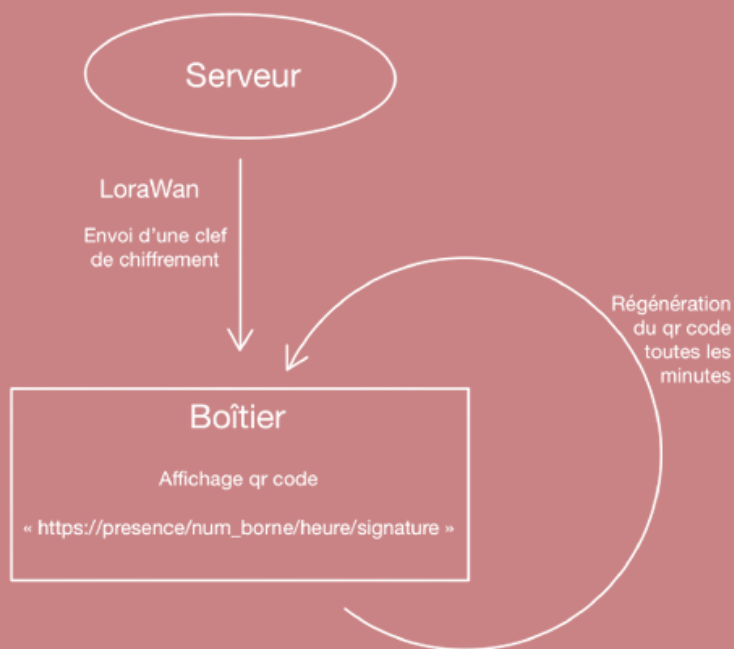 Serveur
LoraWan
Envoi d'une clef
de chiffrement
Régénération
du qr code
toutes les
minutes
Boîtier
Affichage qr code
« https://presence/num_borne/heure/signature »